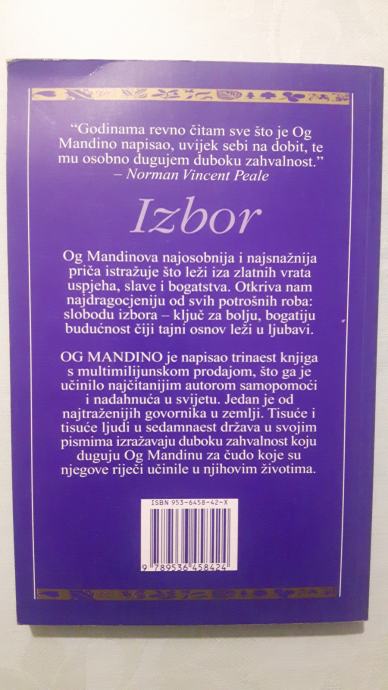 “Godinama revno čitam sve što je Og
Mandino napisao, uvijek sebi na dobit, te
mu osobno dugujem duboku zahvalnost.”
– Norman Vincent Peale
Izbor
Og Mandinova najosobnija i najsnažnija
priča istražuje što leži iza zlatnih vrata
uspjeha, slave i bogatstva. Otkriva nam
najdragocjeniju od svih potrošnih roba:
slobodu izbora – ključ za bolju, bogatiju
budućnost čiji tajni osnov leži u ljubavi.
OG MANDINO je napisao trinaest knjiga
s multimilijunskom prodajom, što ga je
učinilo najčitanijim autorom samopomoći
i nadahnuća u svijetu. Jedan je od
najtraženijih govornika u zemlji. Tisuće i
tisuće ljudi u sedamnaest država u svojim
pismima izražavaju duboku zahvalnost koju
duguju Og Mandinu za čudo koje su
njegove riječi učinile u njihovim životima.
ISBN 953-6458-42-X
9 789536 458424